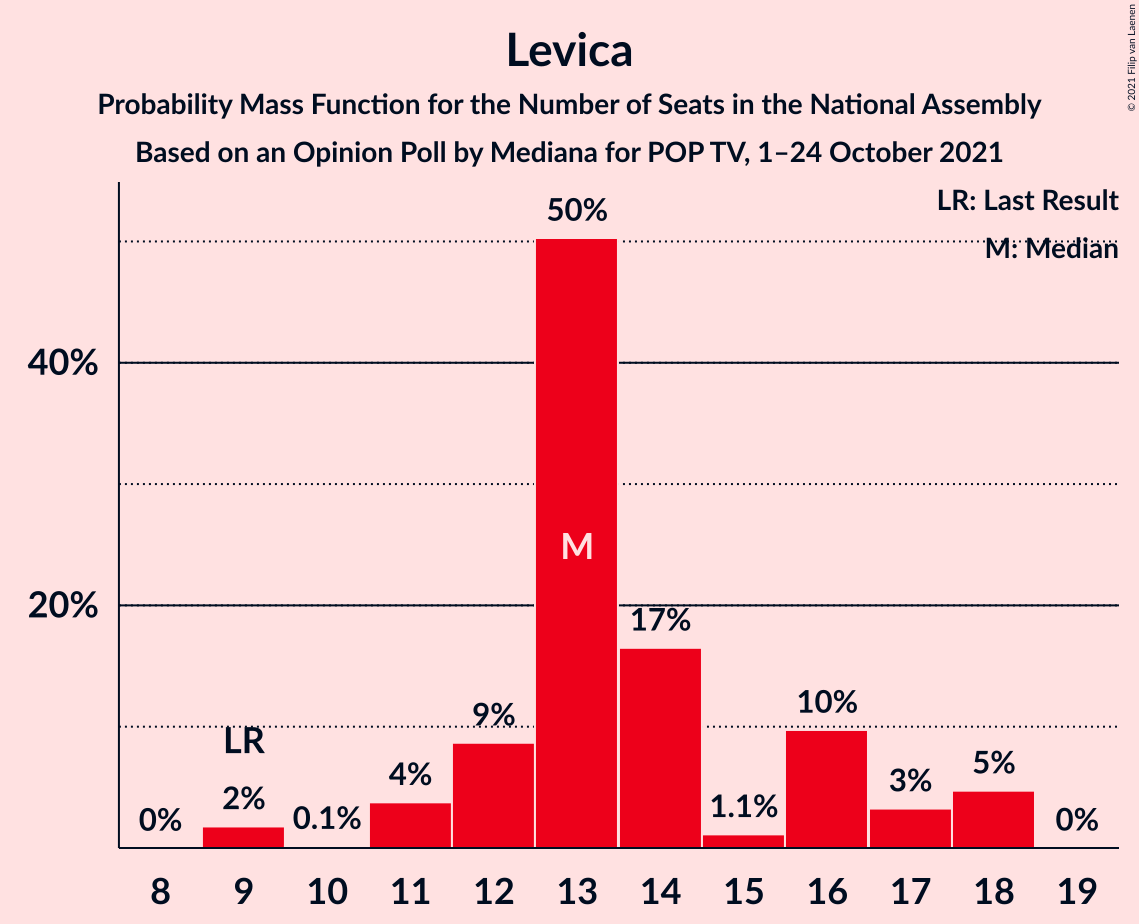 Levica
Probability Mass Function for the Number of Seats in the National Assembly
Based on an Opinion Poll by Mediana for POP TV, 1–24 October 2021
© 2021 Filip van Laenen
LR: Last Result
M: Median
50%
40%
M
20%
17%
10%
9%
LR
5%
4%
3%
2%
1.1%
0%
0.1%
0%
8 9 10 11 12 13 14 15 16 17 18 19